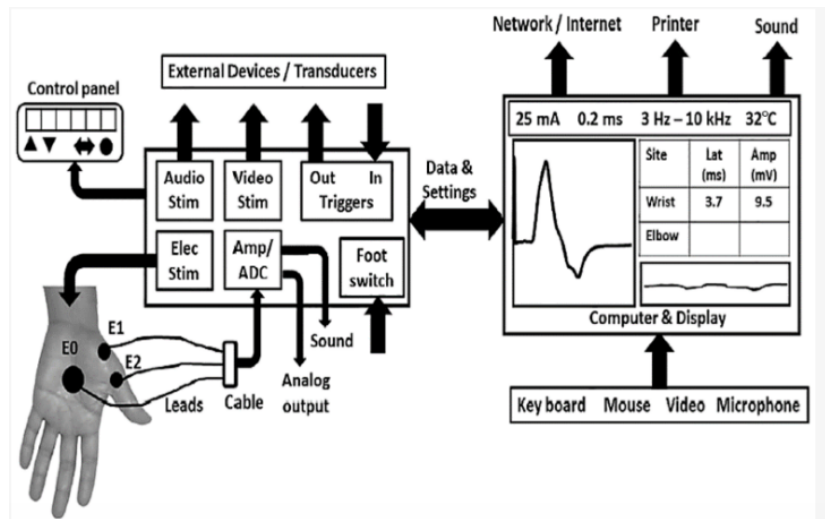 Network / Internet Printer Sound
External Devices / Transducers
Control panel
25 mA 0.2 ms 3 Hz – 10 kHz 32°C
Audio Stim
Video Stim
Out In
Triggers
Data & Settings
Site Lat (ms) Amp (mV)
Wrist 3.7 9.5
Elbow
Elec Stim
Amp/ ADC
Foot switch
Computer & Display
E1
E0
E2
Sound
Leads Cable
Analog output
Key board Mouse Video Microphone